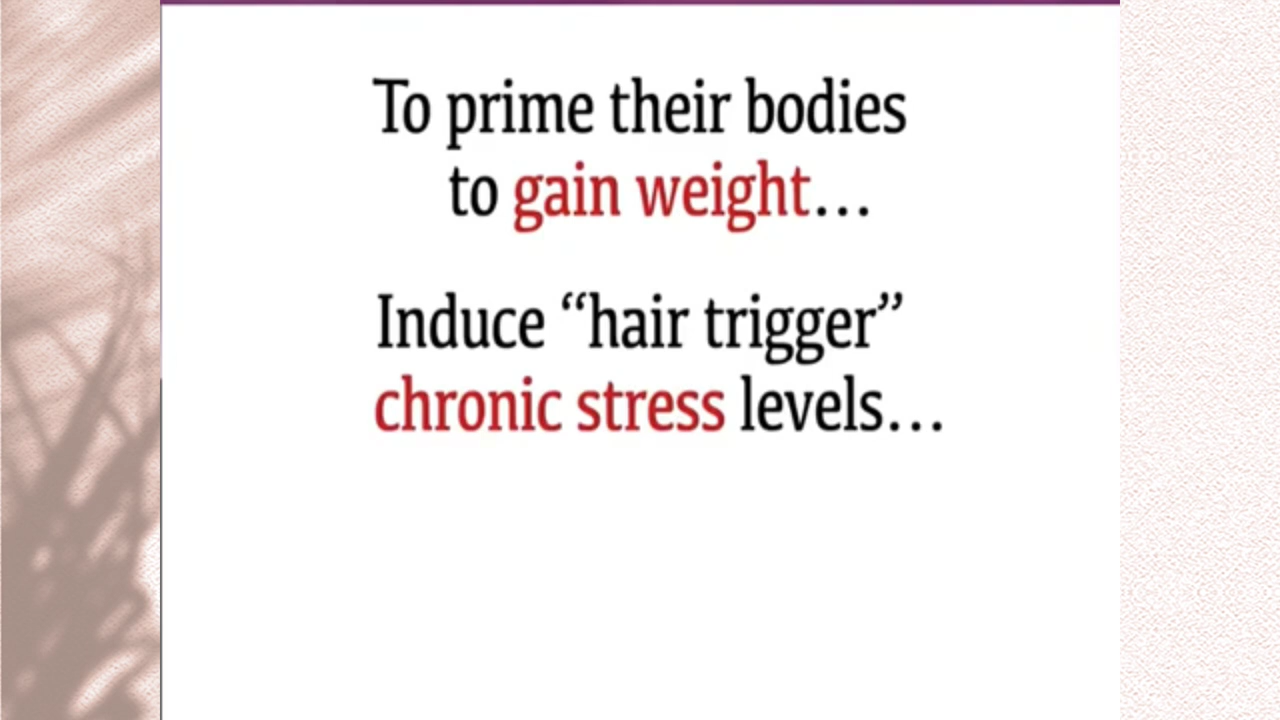 To prime their bodies
to gain weight…
Induce “hair trigger”
chronic stress levels…